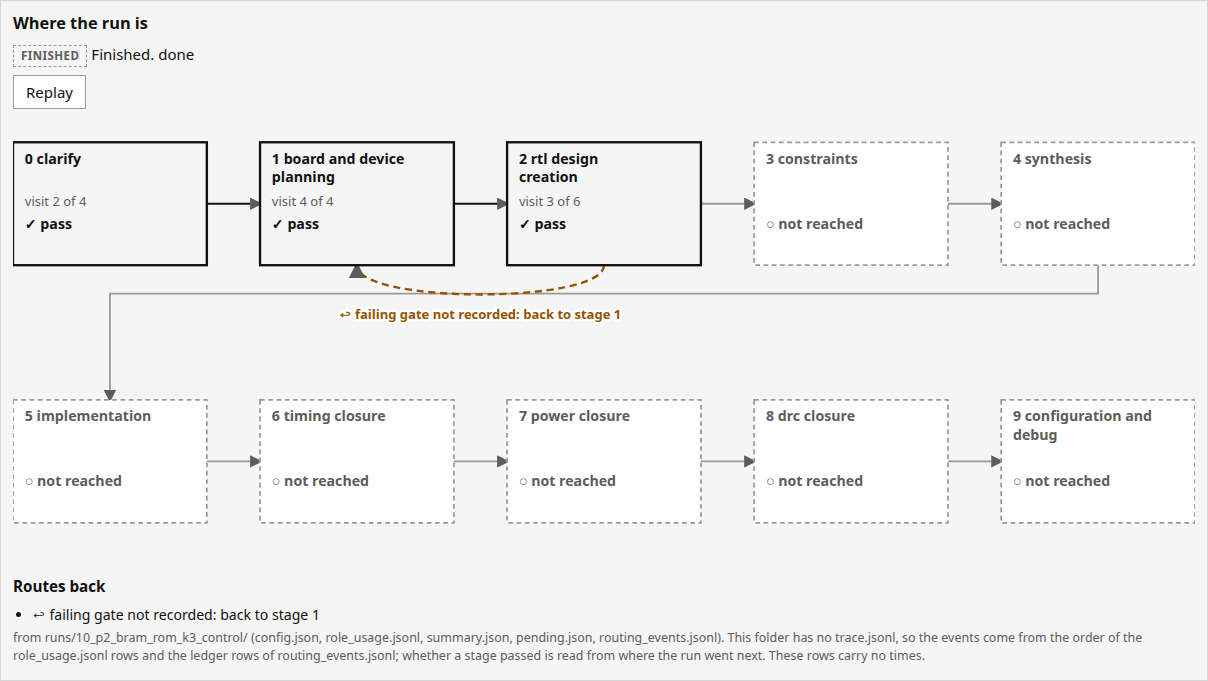 Where the run is
FINISHED Finished. done
Replay
0 clarify
visit 2 of 4
✓ pass
1 board and device
planning
visit 4 of 4
✓ pass
2 rtl design
creation
visit 3 of 6
✓ pass
3 constraints
○ not reached
4 synthesis
○ not reached
↩ failing gate not recorded: back to stage 1
5 implementation
○ not reached
6 timing closure
○ not reached
7 power closure
○ not reached
8 drc closure
○ not reached
9 configuration and
debug
○ not reached
Routes back
• ↩ failing gate not recorded: back to stage 1
from runs/10_p2_bram_rom_k3_control/ (config.json, role_usage.jsonl, summary.json, pending.json, routing_events.jsonl). This folder has no trace.jsonl, so the events come from the order of the
role_usage.jsonl rows and the ledger rows of routing_events.jsonl; whether a stage passed is read from where the run went next. These rows carry no times.